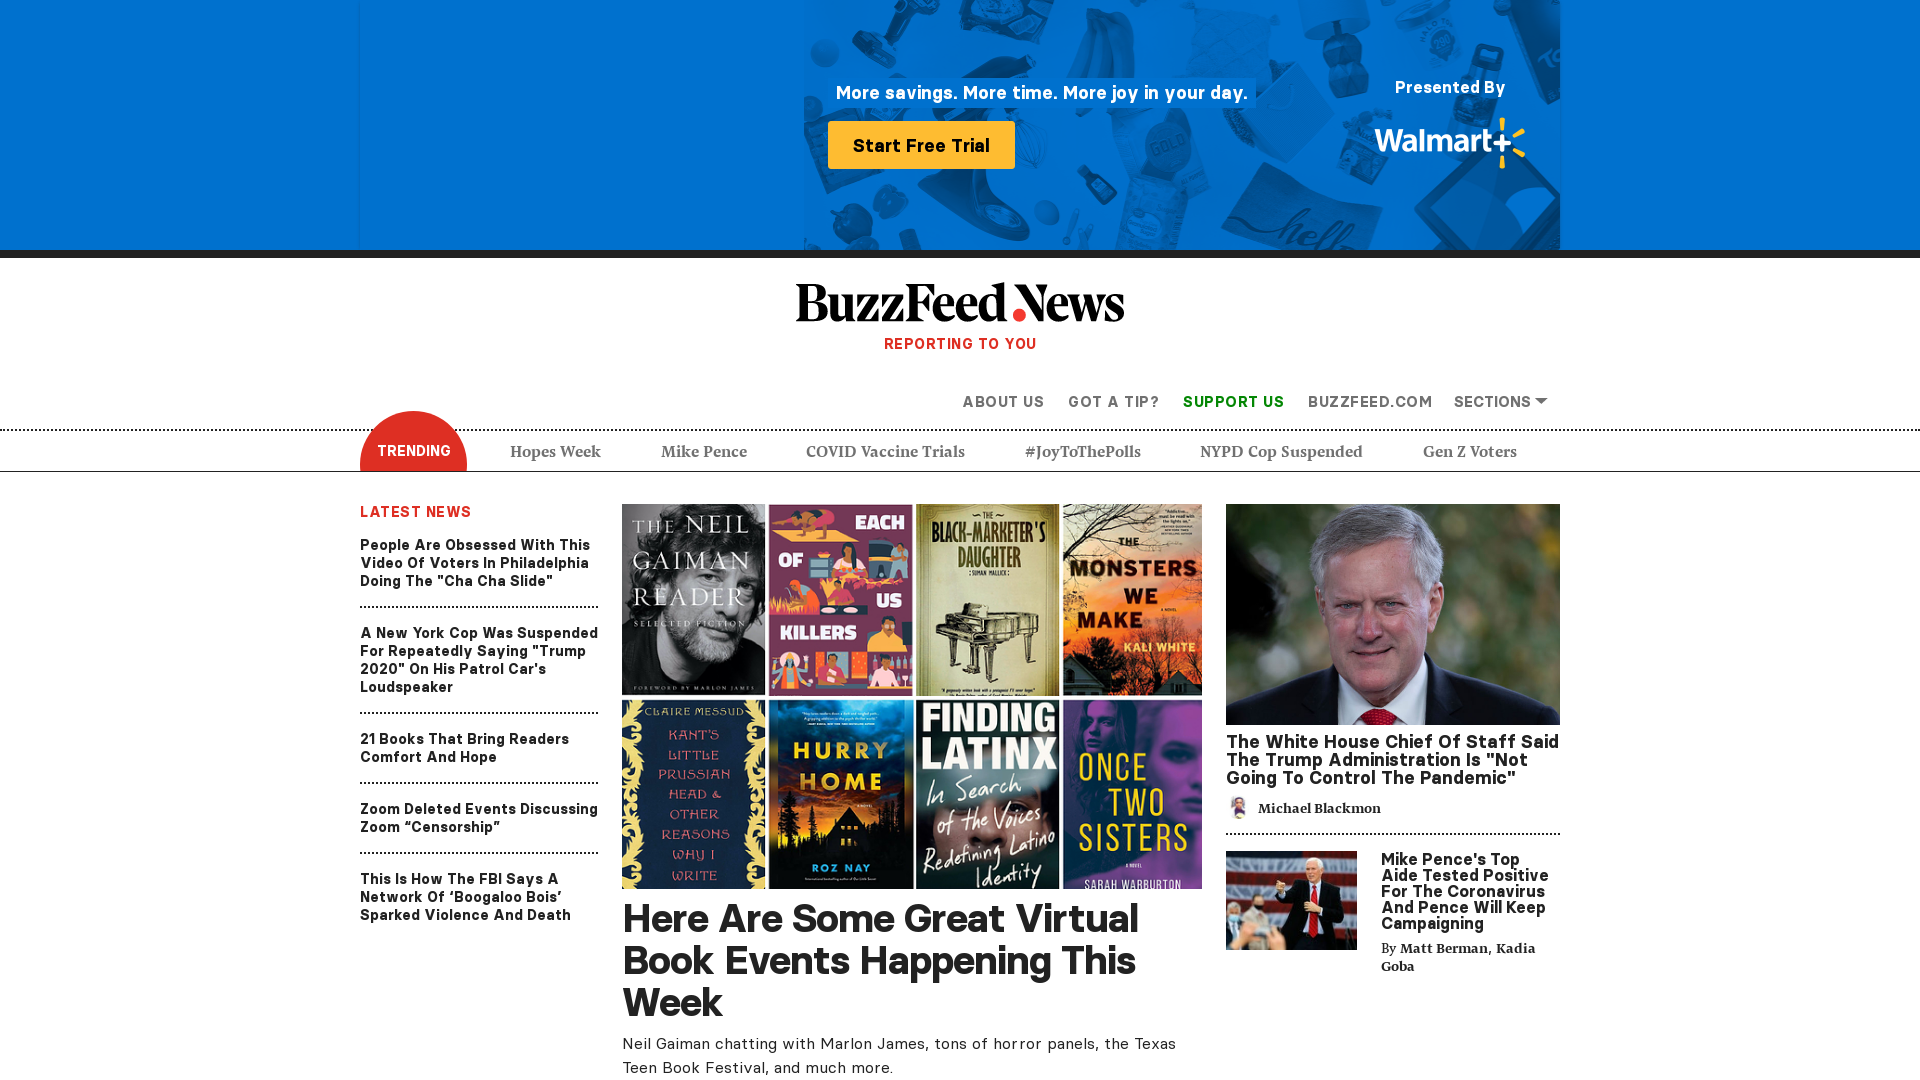 More savings. More time. More joy in your day.
Start Free Trial
Presented By
Walmart+
BuzzFeed News
REPORTING TO YOU
ABOUT US
GOT A TIP?
SUPPORT US
BUZZFEED.COM
SECTIONS
TRENDING
Hopes Week
Mike Pence
COVID Vaccine Trials
#JoyToThePolls
NYPD Cop Suspended
Gen Z Voters
LATEST NEWS
People Are Obsessed With This
Video Of Voters In Philadelphia
Doing The "Cha Cha Slide"
A New York Cop Was Suspended
For Repeatedly Saying "Trump
2020" On His Patrol Car's
Loudspeaker
21 Books That Bring Readers
Comfort And Hope
Zoom Deleted Events Discussing
Zoom “Censorship”
This Is How The FBI Says A
Network Of ‘Boogaloo Bois’
Sparked Violence And Death
THE NEIL
GAIMAN
READER
SELECTED FICTION
FOREWORD BY MARLON JAMES
EACH
OF
US
KILLERS
THE
BLACK-MARKETER'S
DAUGHTER
SUMAN MALLICK
THE
MONSTERS
WE
MAKE
A NOVEL
KALI WHITE
CLAIRE MESSUD
KANT'S
LITTLE
PRUSSIAN
HEAD &
OTHER
REASONS
WHY I
WRITE
HURRY
HOME
A NOVEL
ROZ NAY
FINDING
LATINX
In Search
of the Voices
Redefining Latino
Identity
ONCE
TWO
SISTERS
A NOVEL
SARAH WARBURTON
Here Are Some Great Virtual
Book Events Happening This
Week
Neil Gaiman chatting with Marlon James, tons of horror panels, the Texas
Teen Book Festival, and much more.
The White House Chief Of Staff Said
The Trump Administration Is "Not
Going To Control The Pandemic"
Michael Blackmon
Mike Pence's Top
Aide Tested Positive
For The Coronavirus
And Pence Will Keep
Campaigning
By Matt Berman, Kadia
Goba